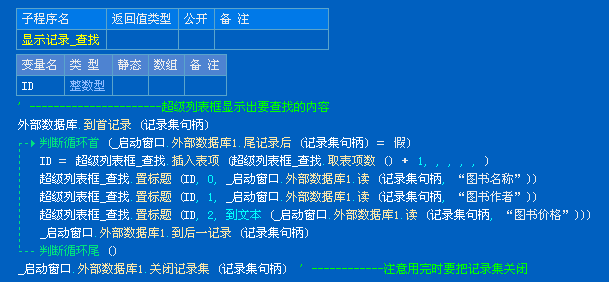 子程序名 返回值类型 公开 备 注
显示记录_查找
变量名 类 型 静态 数组 备 注
ID 整数型
' ----------------------超级列表框显示出要查找的内容
外部数据库.到首记录 (记录集句柄)
判断循环首 (_启动窗口.外部数据库1.尾记录后 (记录集句柄) = 假)
ID = 超级列表框_查找.插入表项 (超级列表框_查找.取表项数 () + 1, , , , , )
超级列表框_查找.置标题 (ID, 0, _启动窗口.外部数据库1.读 (记录集句柄, “图书名称”))
超级列表框_查找.置标题 (ID, 1, _启动窗口.外部数据库1.读 (记录集句柄, “图书作者”))
超级列表框_查找.置标题 (ID, 2, 到文本 (_启动窗口.外部数据库1.读 (记录集句柄, “图书价格”)))
_启动窗口.外部数据库1.到后一记录 (记录集句柄)
判断循环尾 ()
_启动窗口.外部数据库1.关闭记录集 (记录集句柄) ' ------------注意用完时要把记录集关闭